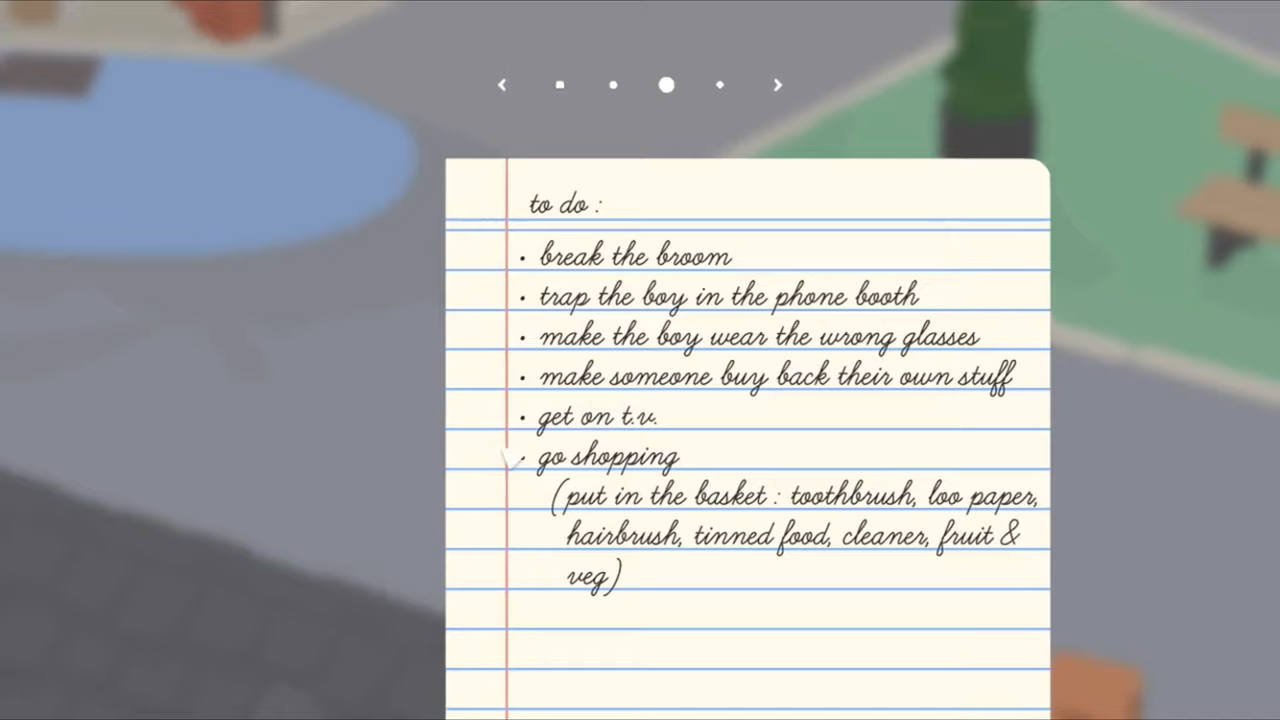 to do :
• break the broom
• trap the boy in the phone booth
• make the boy wear the wrong glasses
• make someone buy back their own stuff
• get on t.v.
• go shopping
(put in the basket : toothbrush, loo paper,
hairbrush, tinned food, cleaner, fruit &
veg)